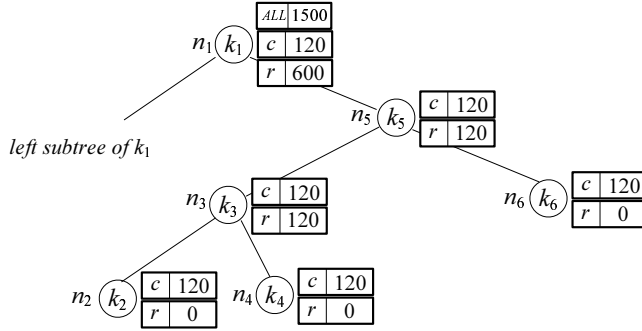 ALL 1500
n1 k1 c 120
r 600
n5 k5 c 120
r 120
left subtree of k1
n3 k3 c 120
r 120
n6 k6 c 120
r 0
n2 k2 c 120
r 0
n4 k4 c 120
r 0